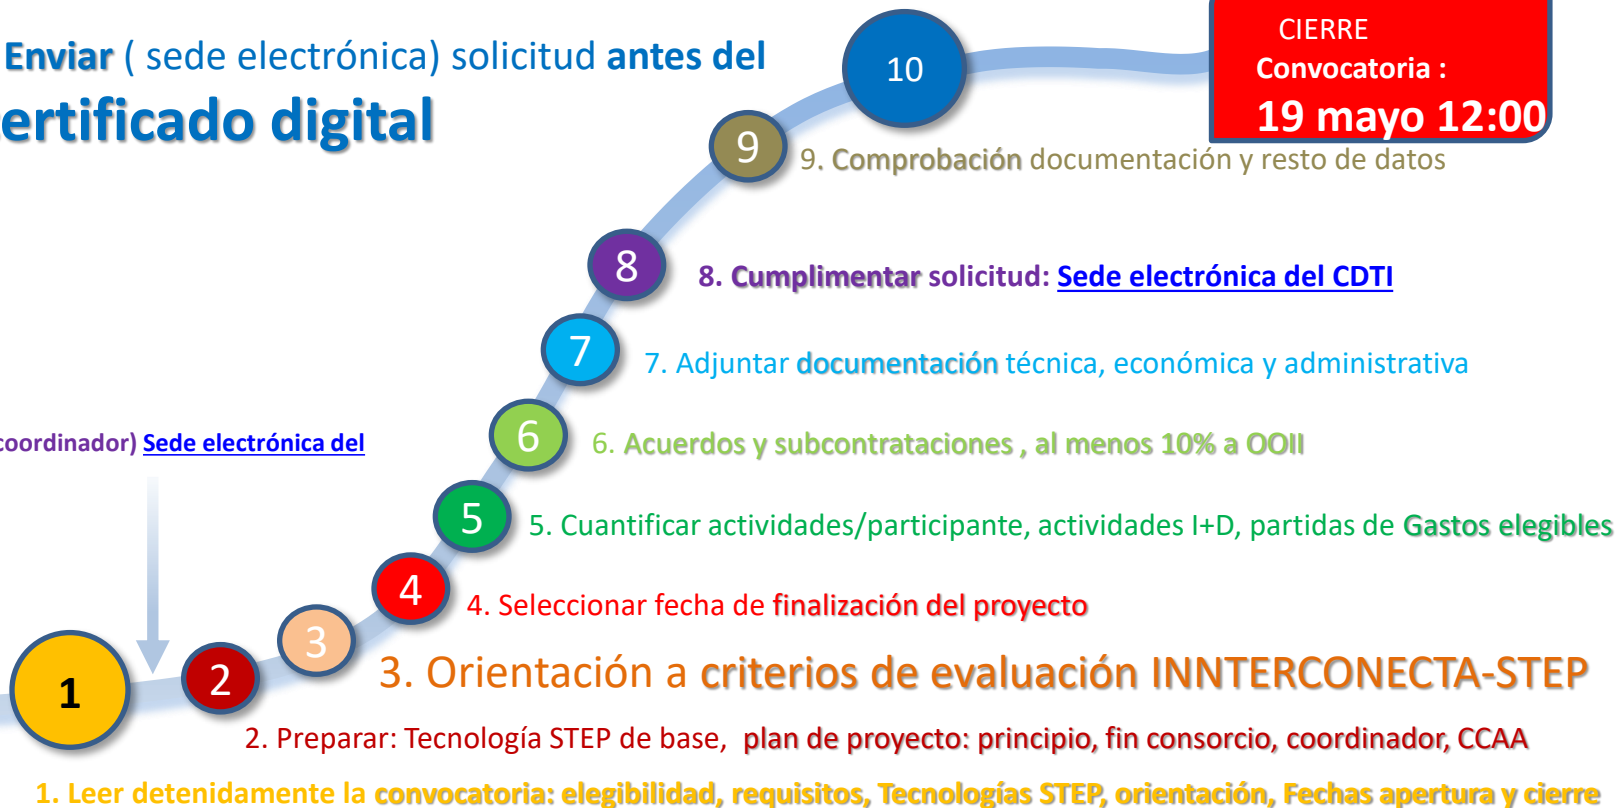 CIERRE
Convocatoria :
19 mayo 12:00
Enviar ( sede electrónica) solicitud antes del
ertificado digital
10
9
9. Comprobación documentación y resto de datos
8
8. Cumplimentar solicitud: Sede electrónica del CDTI
7
7. Adjuntar documentación técnica, económica y administrativa
coordinador) Sede electrónica del
6
6. Acuerdos y subcontrataciones , al menos 10% a OOII
5
5. Cuantificar actividades/participante, actividades I+D, partidas de Gastos elegibles
4
4. Seleccionar fecha de finalización del proyecto
3
3. Orientación a criterios de evaluación INNTERCONECTA-STEP
1
2
2. Preparar: Tecnología STEP de base, plan de proyecto: principio, fin consorcio, coordinador, CCAA
1. Leer detenidamente la convocatoria: elegibilidad, requisitos, Tecnologías STEP, orientación, Fechas apertura y cierre